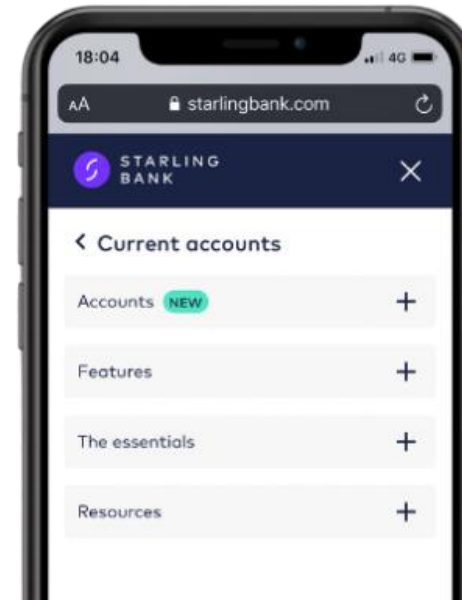 18:04
4G
AA
starlingbank.com
STARLING
BANK
Current accounts
Accounts NEW
Features
The essentials
Resources